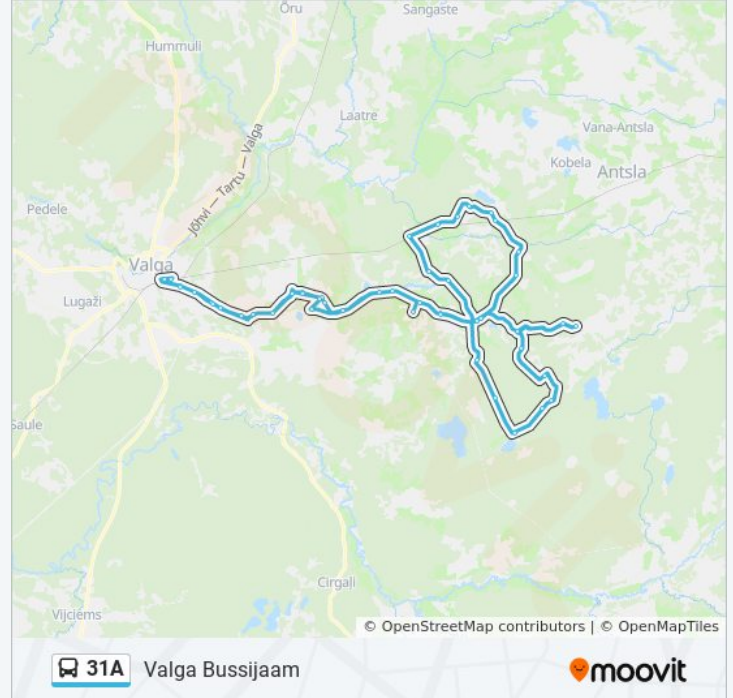 Õru
Sangaste
Hummuli
Laatre
Vana-Antsla
Kobela
Antsla
Jõhvi — Tartu — Valga
Pedele
Valga
Lugaži
Saule
Cirgaļi
Vijciems
© OpenStreetMap contributors | © OpenMapTiles
31A Valga Bussijaam
moovit